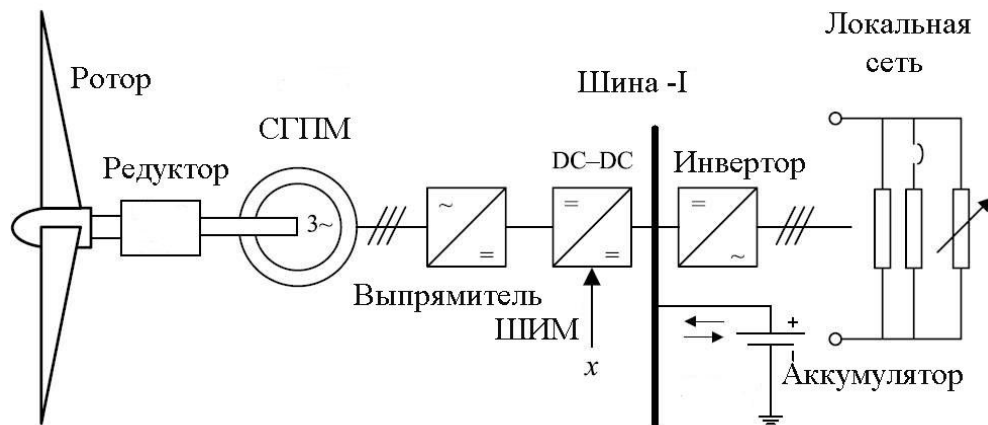 Локальная
сеть
Ротор
Шина -I
СГПМ
Редуктор
DC–DC
Инвертор
3~
~
=
=
=
=
~
Выпрямитель
ШИМ
x
+
–
Аккумулятор